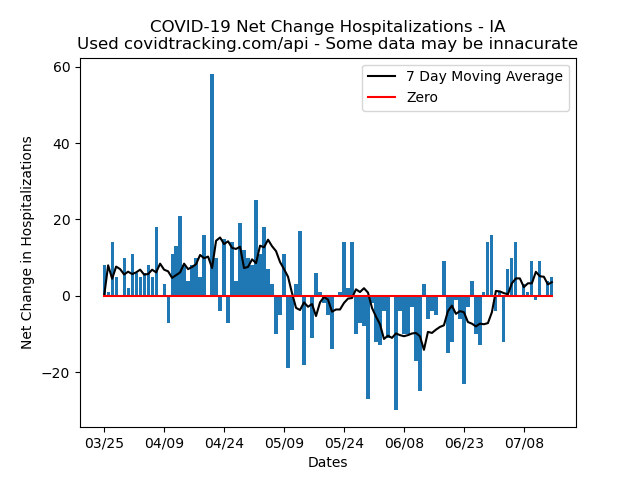 COVID-19 Net Change Hospitalizations - IA
Used covidtracking.com/api - Some data may be innacurate
7 Day Moving Average
Zero
Net Change in Hospitalizations
60
40
20
0
−20
03/25 04/09 04/24 05/09 05/24 06/08 06/23 07/08
Dates